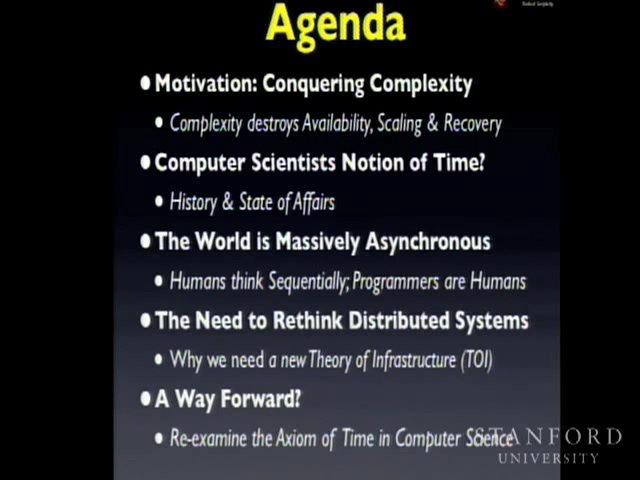 Agenda
• Motivation: Conquering Complexity
• Complexity destroys Availability, Scaling & Recovery
• Computer Scientists Notion of Time?
• History & State of Affairs
• The World is Massively Asynchronous
• Humans think Sequentially; Programmers are Humans
• The Need to Rethink Distributed Systems
• Why we need a new Theory of Infrastructure (TOI)
• A Way Forward?
• Re-examine the Axiom of Time in Computer Science
STANFORD
UNIVERSITY